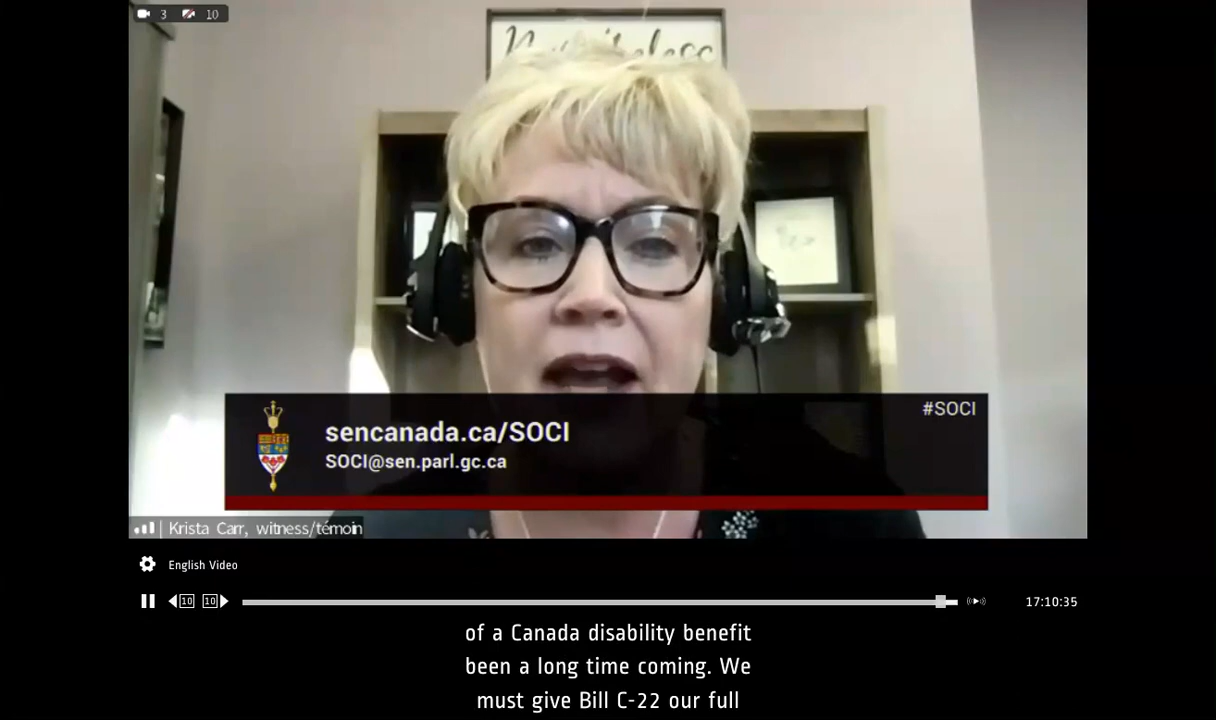 3 10
Nevertheless
#SOCI
sencanada.ca/SOCI
SOCI@sen.parl.gc.ca
Krista Carr, witness/témoin
English Video
10 10
17:10:35
of a Canada disability benefit
been a long time coming. We
must give Bill C-22 our full